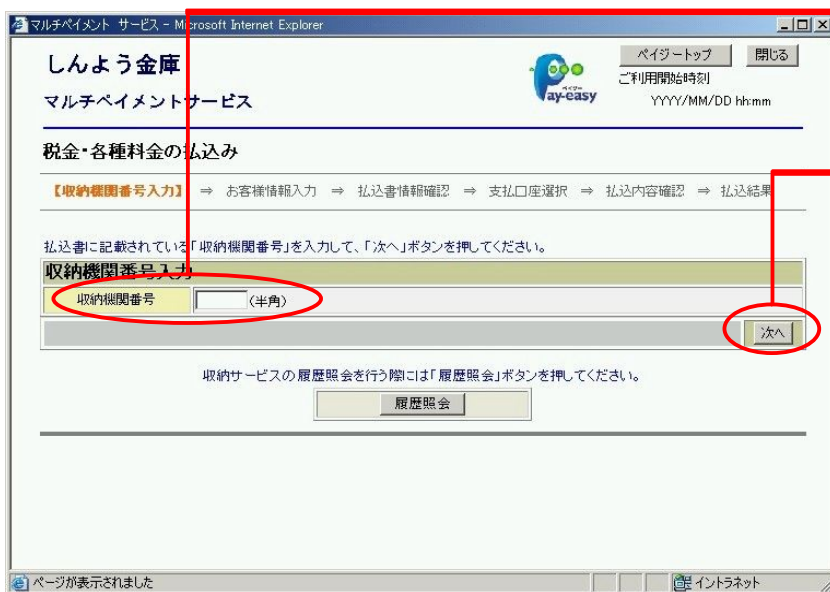 マルチペイメント サービス - Microsoft Internet Explorer
しんよう金庫
マルチペイメントサービス
ペイジー
Pay-easy
ペイジートップ 閉じる
ご利用開始時刻
YYYY/MM/DD hh:mm
税金・各種料金の払込み
【収納機関番号入力】 ⇒ お客様情報入力 ⇒ 払込書情報確認 ⇒ 支払口座選択 ⇒ 払込内容確認 ⇒ 払込結果
払込書に記載されている「収納機関番号」を入力して、「次へ」ボタンを押してください。
収納機関番号入力
収納機関番号 (半角)
次へ
収納サービスの履歴照会を行う際には「履歴照会」ボタンを押してください。
履歴照会
ページが表示されました イントラネット